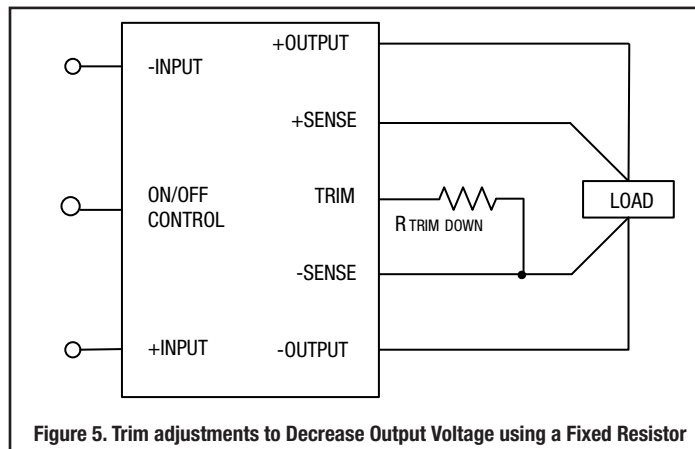 +OUTPUT
-INPUT
+SENSE
ON/OFF
CONTROL
TRIM
R TRIM DOWN
LOAD
-SENSE
+INPUT
-OUTPUT
Figure 5. Trim adjustments to Decrease Output Voltage using a Fixed Resistor